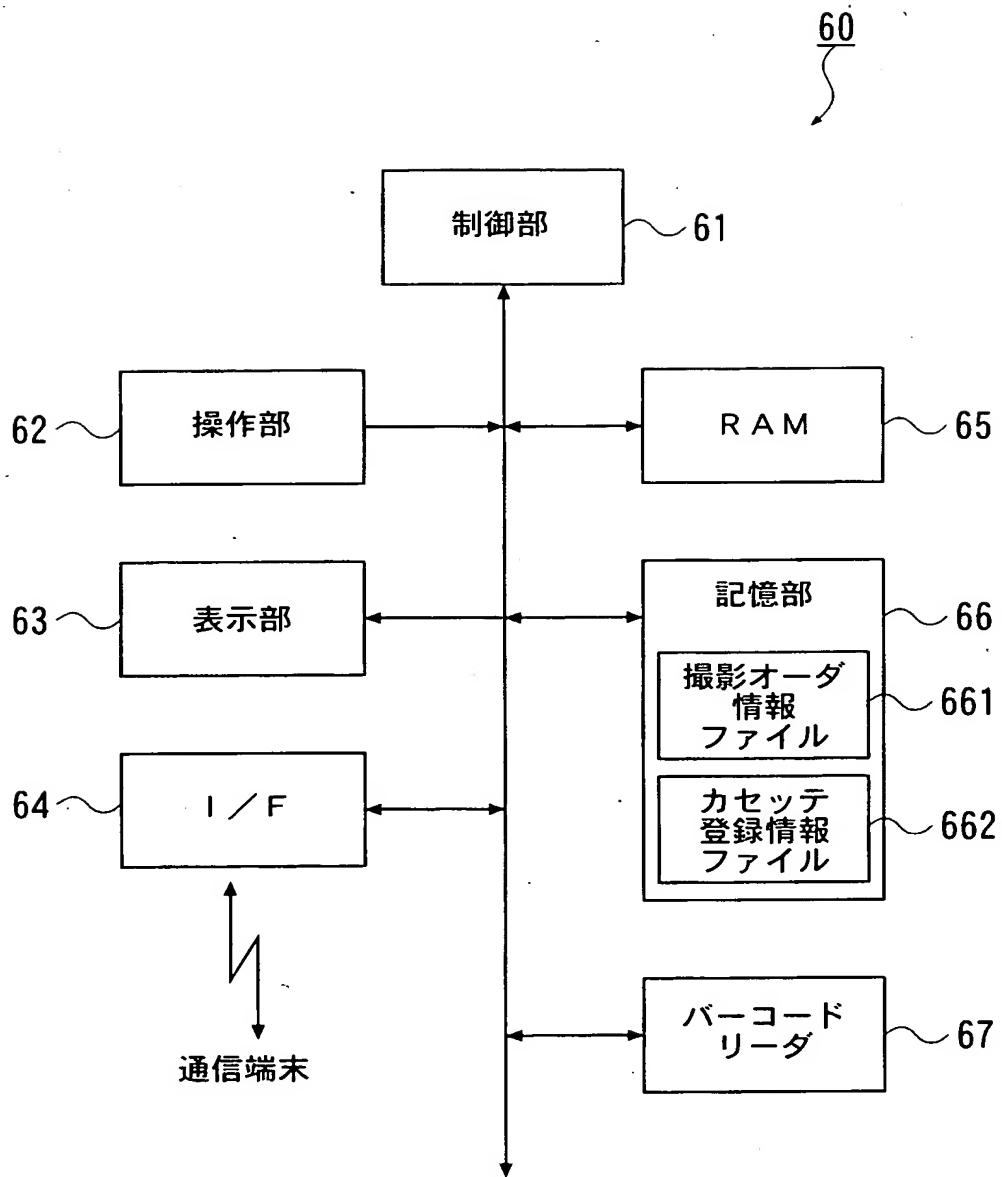 60
制御部
61
62
操作部
RAM
65
63
表示部
記憶部
66
撮影オーダ
情報
ファイル
661
64
I/F
カセッテ
登録情報
ファイル
662
通信端末
バーコード
リーダ
67